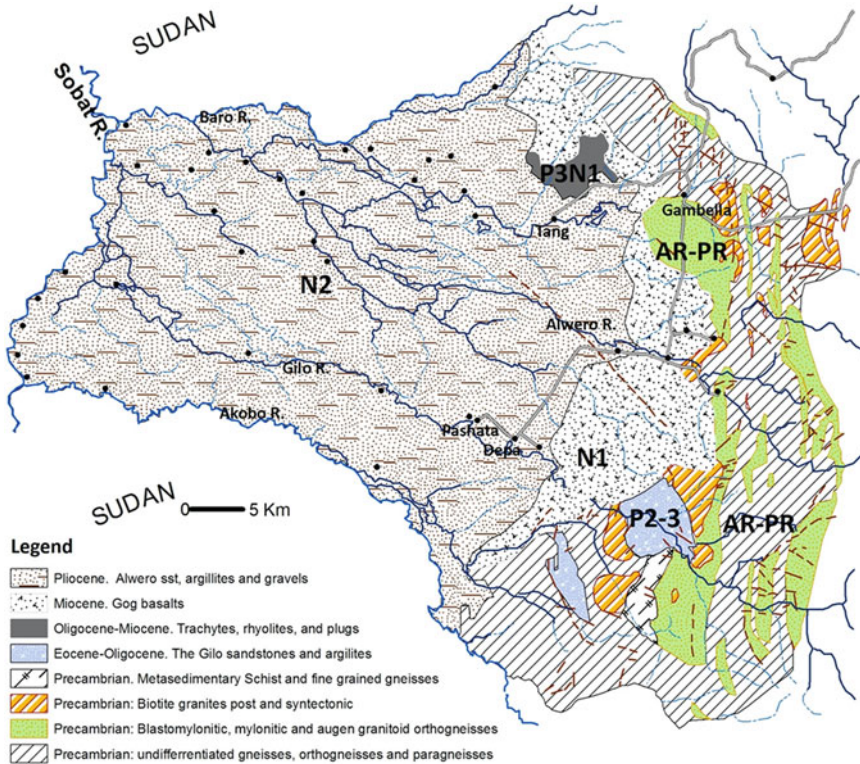 SUDAN
Sobat R.
Baro R.
P3N1
Gambella
Tang
AR-PR
N2
Alwero R.
Gilo R.
Akobo R.
Pashata
Depa
N1
SUDAN
0 5 Km
P2-3
AR-PR
Legend
Pliocene. Alwero sst, argillites and gravels
Miocene. Gog basalts
Oligocene-Miocene. Trachytes, rhyolites, and plugs
Eocene-Oligocene. The Gilo sandstones and argilites
Precambrian. Metasedimentary Schist and fine grained gneisses
Precambrian: Biotite granites post and syntectonic
Precambrian: Blastomylonitic, mylonitic and augen granitoid orthogneisses
Precambrian: undifferentiated gneisses, orthogneisses and paragneisses